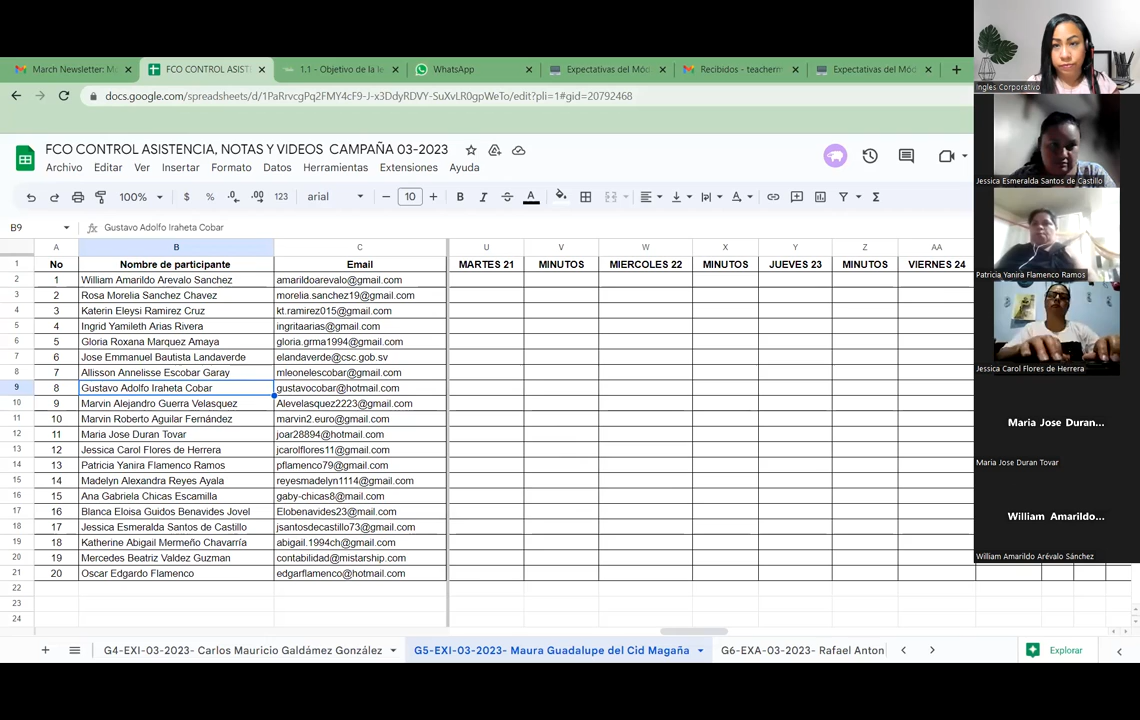 March Newsletter: M
FCO CONTROL ASIST
1.1 - Objetivo de la le
WhatsApp
Expectativas del Mód
Recibidos - teacherm
Expectativas del Mód
docs.google.com/spreadsheets/d/1PaRrvcgPq2FMY4cF9-J-x3DdyRDVY-SuXvLR0gpWeTo/edit?pli=1#gid=20792468
FCO CONTROL ASISTENCIA, NOTAS Y VIDEOS CAMPAÑA 03-2023
Archivo Editar Ver Insertar Formato Datos Herramientas Extensiones Ayuda
100% $ % .0 .00 123 arial 10 B I S A
B9 fx Gustavo Adolfo Iraheta Cobar
A B C U V W X Y Z AA
1 No Nombre de participante Email MARTES 21 MINUTOS MIERCOLES 22 MINUTOS JUEVES 23 MINUTOS VIERNES 24
2 1 William Amarildo Arevalo Sanchez amarildoarevalo@gmail.com
3 2 Rosa Morelia Sanchez Chavez morelia.sanchez19@gmail.com
4 3 Katerin Eleysi Ramirez Cruz kt.ramirez015@gmail.com
5 4 Ingrid Yamileth Arias Rivera ingritaarias@gmail.com
6 5 Gloria Roxana Marquez Amaya gloria.grma1994@gmail.com
7 6 Jose Emmanuel Bautista Landaverde elandaverde@csc.gob.sv
8 7 Allisson Annelisse Escobar Garay mleonelescobar@gmail.com
9 8 Gustavo Adolfo Iraheta Cobar gustavocobar@hotmail.com
10 9 Marvin Alejandro Guerra Velasquez Alevelasquez2223@gmail.com
11 10 Marvin Roberto Aguilar Fernández marvin2.euro@gmail.com
12 11 Maria Jose Duran Tovar joar28894@hotmail.com
13 12 Jessica Carol Flores de Herrera jcarolflores11@gmail.com
14 13 Patricia Yanira Flamenco Ramos pflamenco79@gmail.com
15 14 Madelyn Alexandra Reyes Ayala reyesmadelyn1114@gmail.com
16 15 Ana Gabriela Chicas Escamilla gaby-chicas8@mail.com
17 16 Blanca Eloisa Guidos Benavides Jovel Elobenavides23@mail.com
18 17 Jessica Esmeralda Santos de Castillo jsantosdecastillo73@gmail.com
19 18 Katherine Abigail Mermeño Chavarría abigail.1994ch@gmail.com
20 19 Mercedes Beatriz Valdez Guzman contabilidad@mistarship.com
21 20 Oscar Edgardo Flamenco edgarflamenco@hotmail.com
22
23
24
G4-EXI-03-2023- Carlos Mauricio Galdámez González
G5-EXI-03-2023- Maura Guadalupe del Cid Magaña
G6-EXA-03-2023- Rafael Anton
Explorar
Ingles Corporativo
Jessica Esmeralda Santos de Castillo
Patricia Yanira Flamenco Ramos
Jessica Carol Flores de Herrera
Maria Jose Duran...
Maria Jose Duran Tovar
William Amarildo...
William Amarildo Arévalo Sánchez